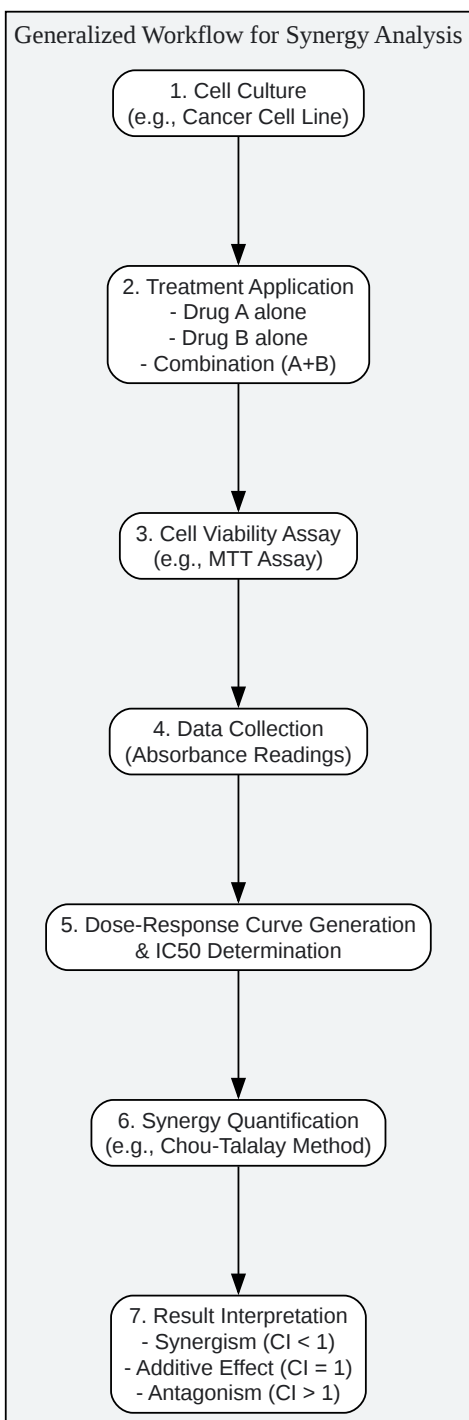 Generalized Workflow for Synergy Analysis
1. Cell Culture
(e.g., Cancer Cell Line)
2. Treatment Application
- Drug A alone
- Drug B alone
- Combination (A+B)
3. Cell Viability Assay
(e.g., MTT Assay)
4. Data Collection
(Absorbance Readings)
5. Dose-Response Curve Generation
& IC50 Determination
6. Synergy Quantification
(e.g., Chou-Talalay Method)
7. Result Interpretation
- Synergism (CI < 1)
- Additive Effect (CI = 1)
- Antagonism (CI > 1)